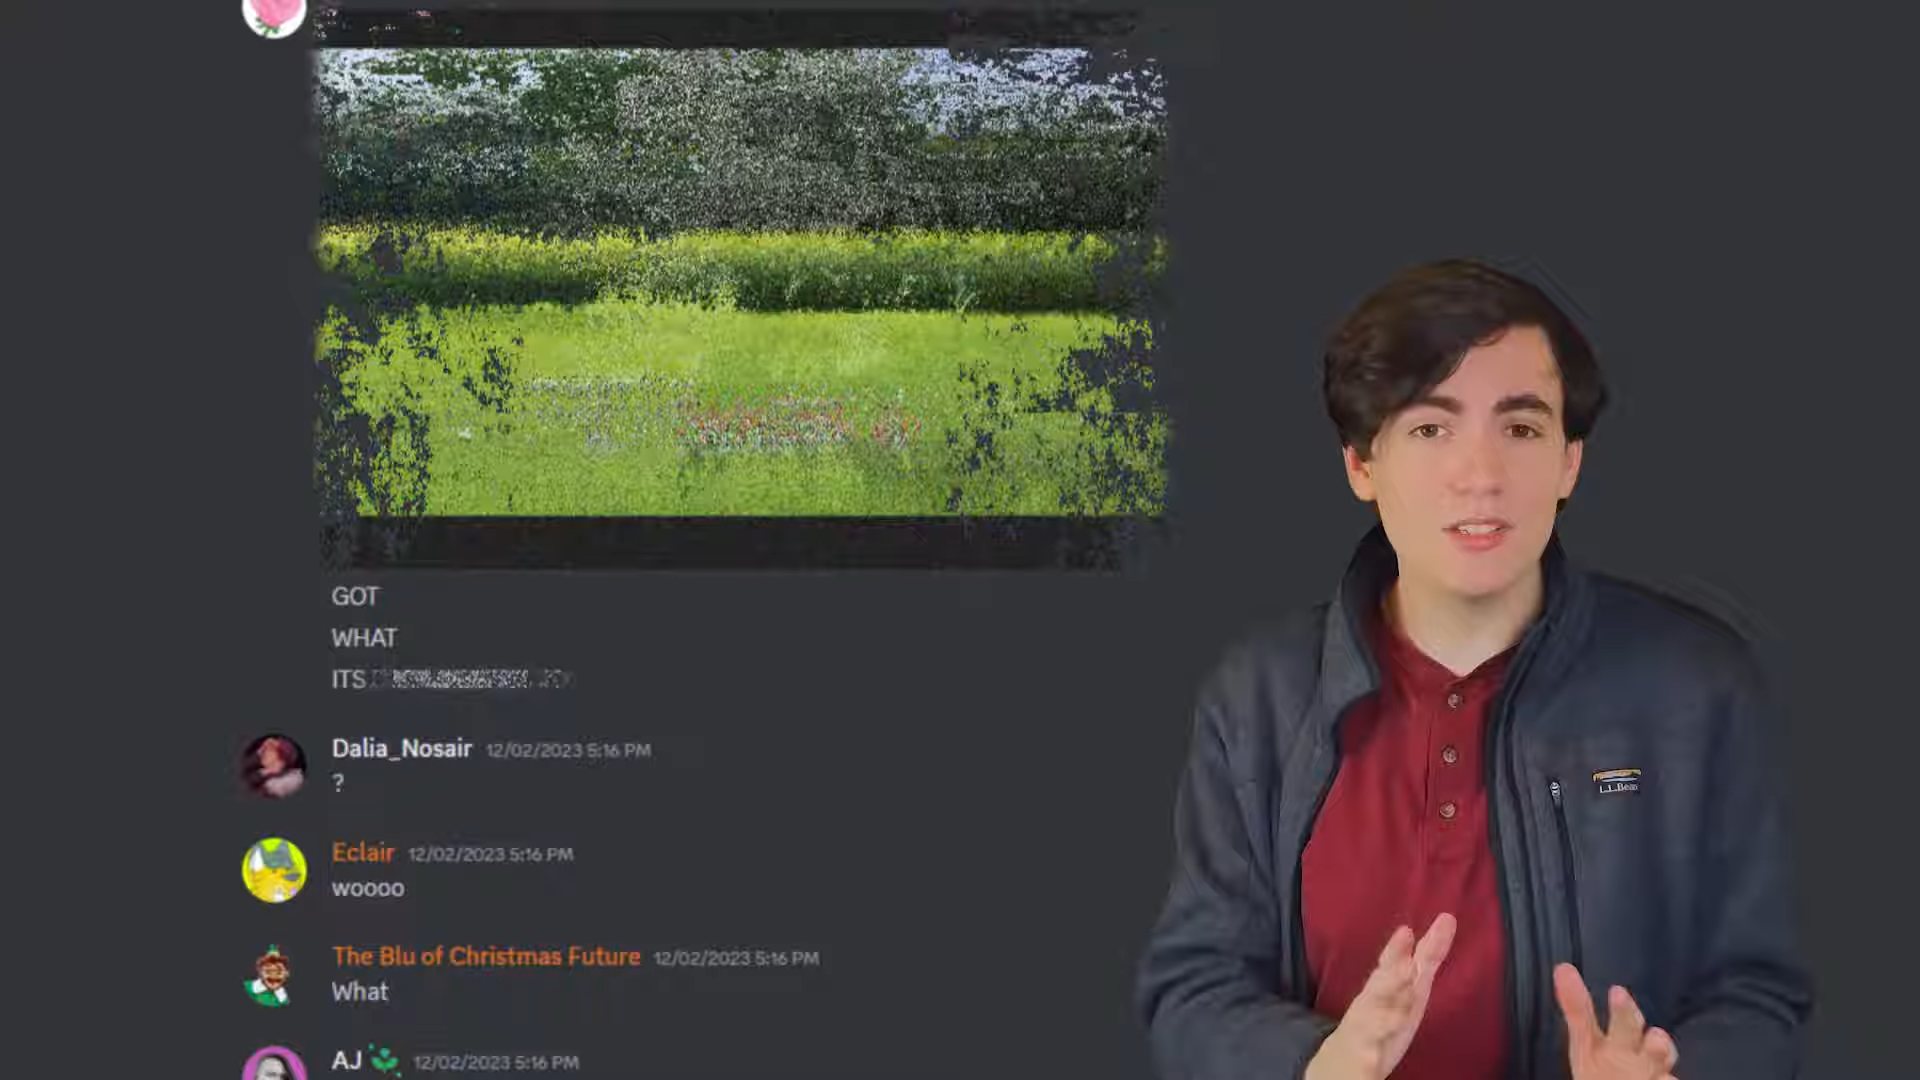 GOT
WHAT
ITS
Dalia_Nosair 12/02/2023 5:16 PM
?
Eclair 12/02/2023 5:16 PM
woooo
The Blu of Christmas Future 12/02/2023 5:16 PM
What
AJ 12/02/2023 5:16 PM
L.L.Bean